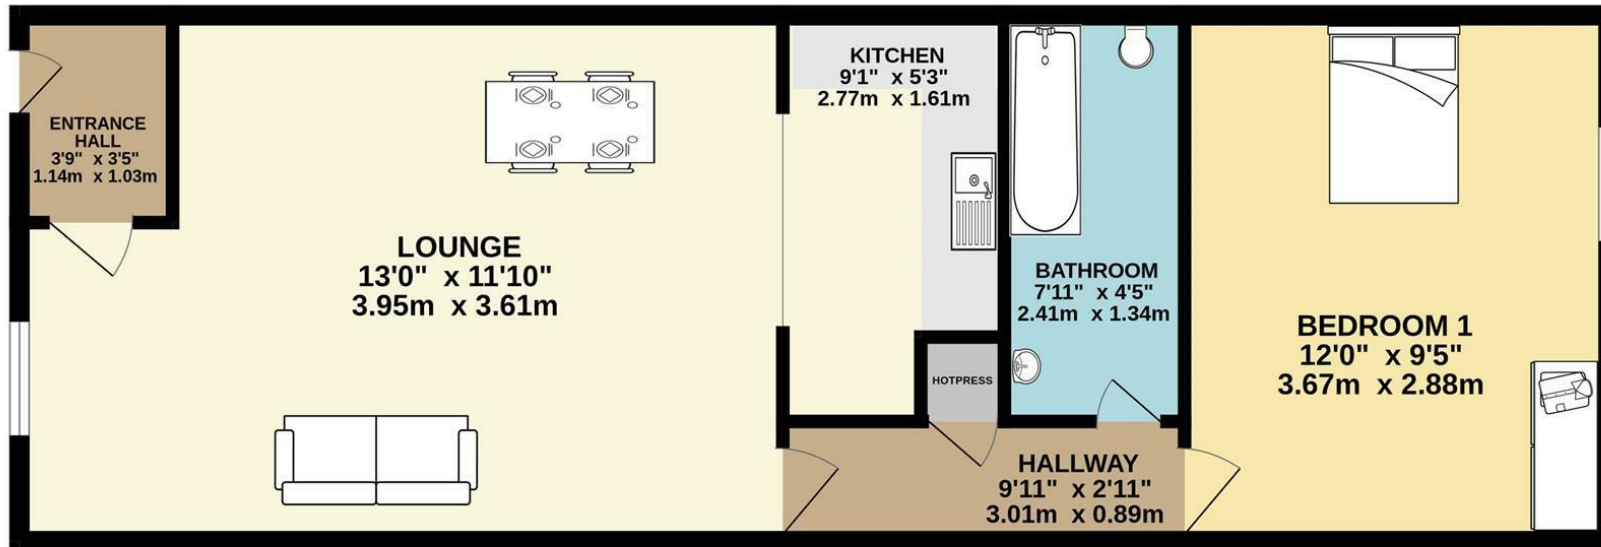 ENTRANCE
HALL
3'9" x 3'5"
1.14m x 1.03m
LOUNGE
13'0" x 11'10"
3.95m x 3.61m
KITCHEN
9'1" x 5'3"
2.77m x 1.61m
HOTPRESS
BATHROOM
7'11" x 4'5"
2.41m x 1.34m
HALLWAY
9'11" x 2'11"
3.01m x 0.89m
BEDROOM 1
12'0" x 9'5"
3.67m x 2.88m